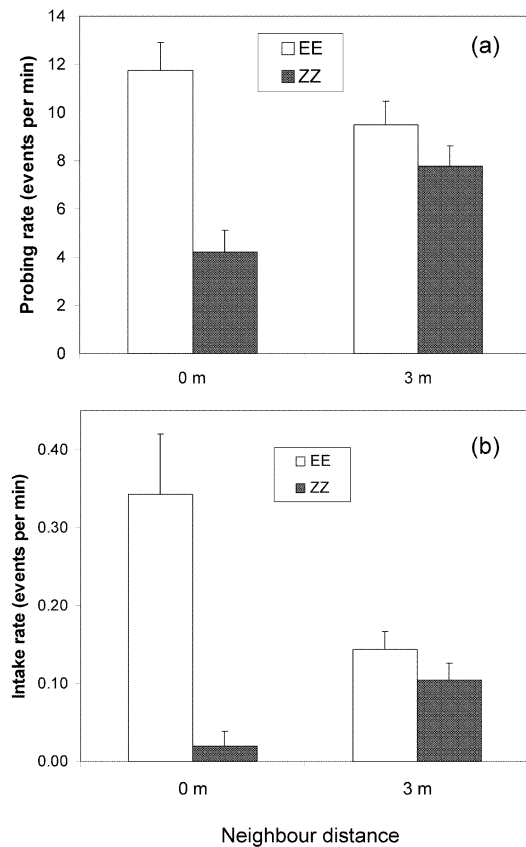 (a)
EE
ZZ
Probing rate (events per min)
14
12
10
8
6
4
2
0
0 m
3 m
(b)
EE
ZZ
Intake rate (events per min)
0.40
0.30
0.20
0.10
0.00
0 m
3 m
Neighbour distance